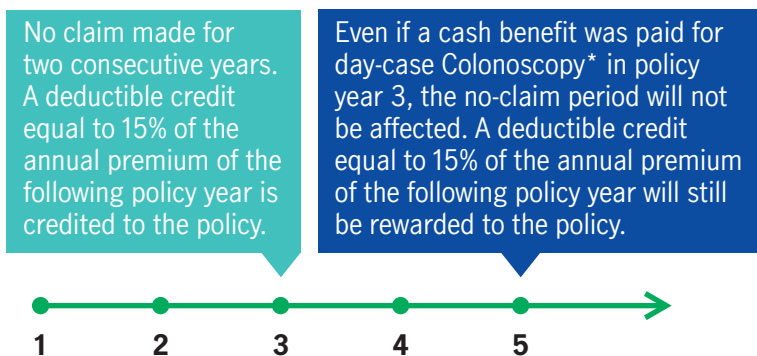 No claim made for
two consecutive years.
A deductible credit
equal to 15% of the
annual premium of the
following policy year is
credited to the policy.
Even if a cash benefit was paid for
day-case Colonoscopy* in policy
year 3, the no-claim period will not
be affected. A deductible credit
equal to 15% of the annual premium
of the following policy year will still
be rewarded to the policy.
1 2 3 4 5